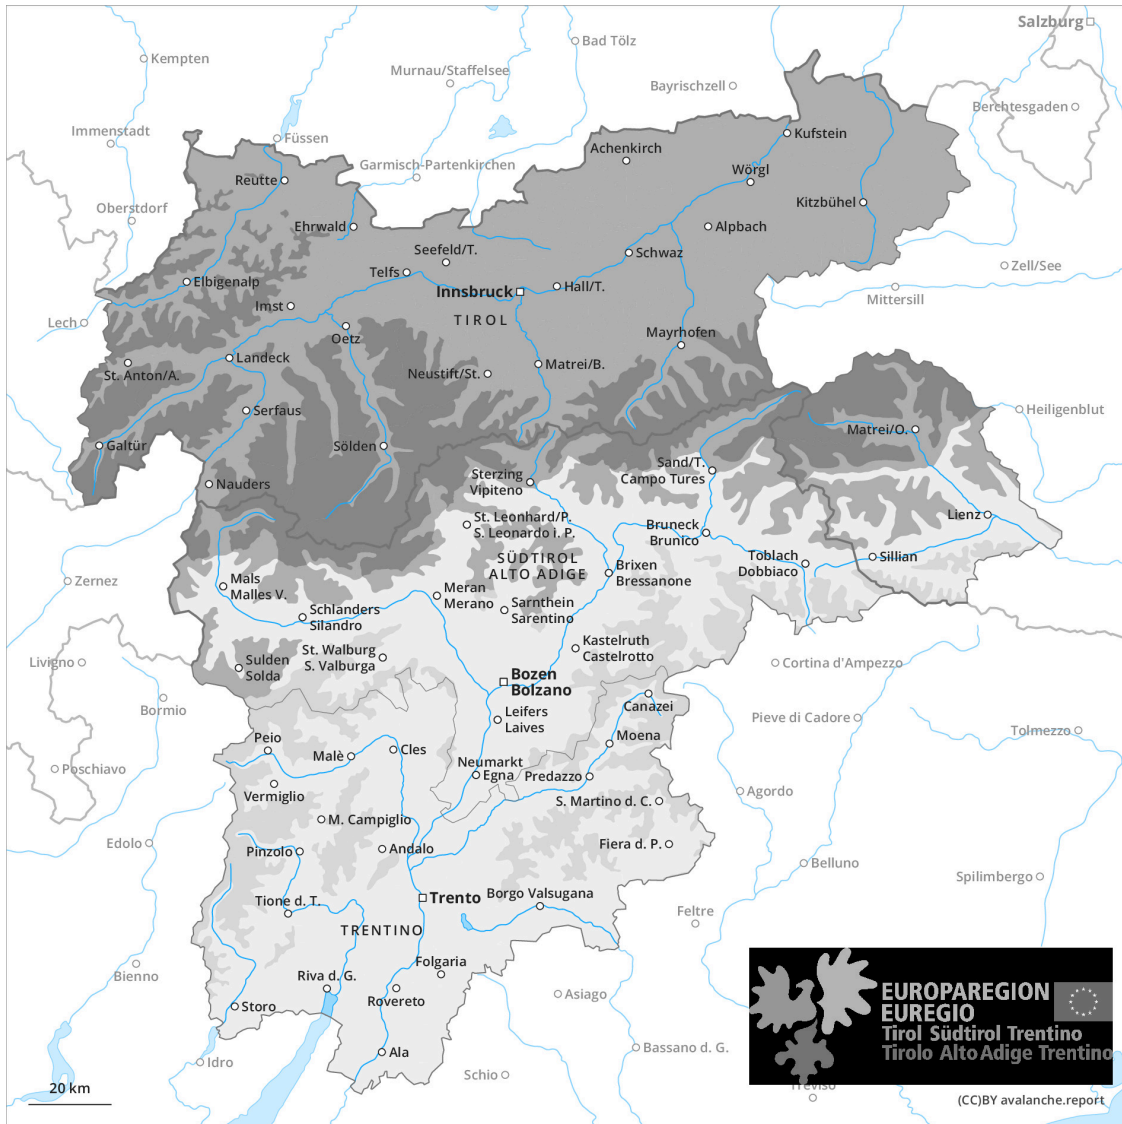 Salzburg
Bad Tölz
Kempten
Murnau/Staffelsee
Bayrischzell
Berchtesgaden
Immenstadt
Füssen
Kufstein
Achenkirch
Garmisch-Partenkirchen
Wörgl
Reutte
Kitzbühel
Oberstdorf
Ehrwald
Alpbach
Seefeld/T.
Schwaz
Zell/See
Telfs
Elbigenalp
Hall/T.
Innsbruck
Mittersill
Imst
TIROL
Lech
Mayrhofen
Oetz
Landeck
Matrei/B.
St. Anton/A.
Neustift/St.
Serfaus
Heiligenblut
Matrei/O.
Galtür
Sölden
Sand/T.
Campo Tures
Sterzing
Vipiteno
Nauders
Lienz
St. Leonhard/P.
S. Leonardo i. P.
Bruneck
Brunico
SÜDTIROL
ALTO ADIGE
Toblach
Dobbiaco
Sillian
Brixen
Bressanone
Zernez
Mals
Malles V.
Meran
Merano
Sarnthein
Sarentino
Schlanders
Silandro
Kastelruth
Castelrotto
St. Walburg
S. Valburga
Livigno
Sulden
Solda
Cortina d'Ampezzo
Bozen
Bolzano
Canazei
Bormio
Leifers
Laives
Pieve di Cadore
Tolmezzo
Moena
Peio
Malè
Cles
Neumarkt
Egna
Predazzo
Poschiavo
Vermiglio
Agordo
S. Martino d. C.
M. Campiglio
Edolo
Pinzolo
Andalo
Fiera d. P.
Belluno
Spilimbergo
Borgo Valsugana
Trento
Tione d. T.
Feltre
TRENTINO
Folgaria
Bienno
Riva d. G.
Rovereto
Asiago
Storo
EUROPAREGION
EUREGIO
Tirol Südtirol Trentino
Tirolo Alto Adige Trentino
Ala
Idro
Bassano d. G.
Schio
Treviso
20 km
(CC)BY avalanche.report